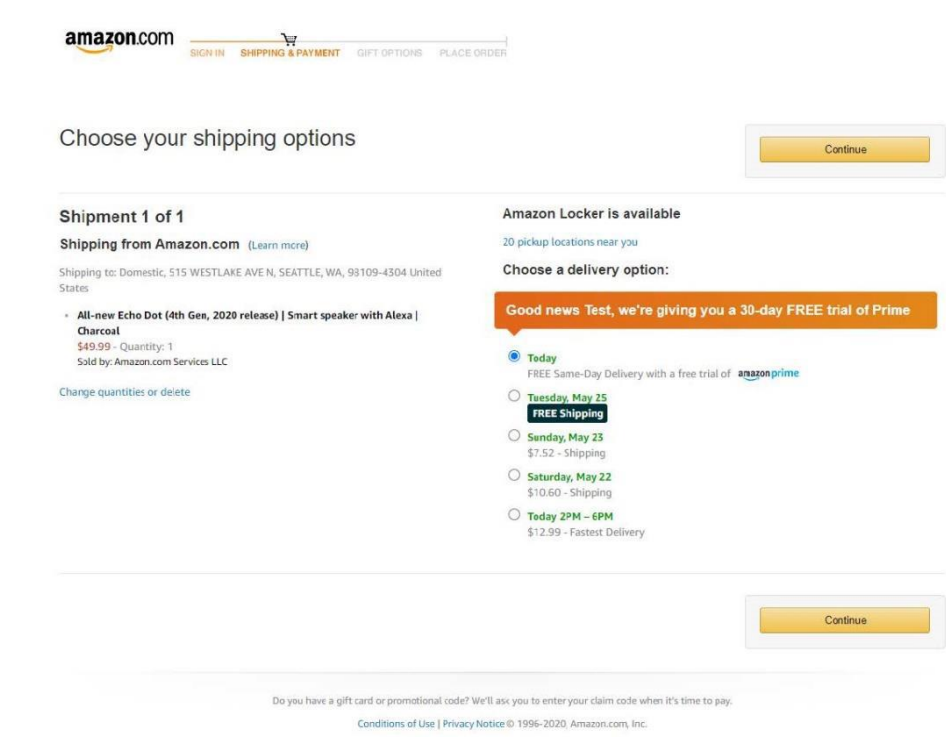 amazon.com
SIGN IN SHIPPING & PAYMENT GIFT OPTIONS PLACE ORDER
Choose your shipping options
Continue
Shipment 1 of 1
Shipping from Amazon.com (Learn more)
Shipping to: Domestic, 515 WESTLAKE AVE N, SEATTLE, WA, 98109-4304 United
States
All-new Echo Dot (4th Gen, 2020 release) | Smart speaker with Alexa |
Charcoal
$49.99 - Quantity: 1
Sold by: Amazon.com Services LLC
Change quantities or delete
Amazon Locker is available
20 pickup locations near you
Choose a delivery option:
Good news Test, we're giving you a 30-day FREE trial of Prime
Today
FREE Same-Day Delivery with a free trial of amazon prime
Tuesday, May 25
FREE Shipping
Sunday, May 23
$7.52 - Shipping
Saturday, May 22
$10.60 - Shipping
Today 2PM – 6PM
$12.99 - Fastest Delivery
Continue
Do you have a gift card or promotional code? We'll ask you to enter your claim code when it's time to pay.
Conditions of Use | Privacy Notice © 1996-2020, Amazon.com, Inc.